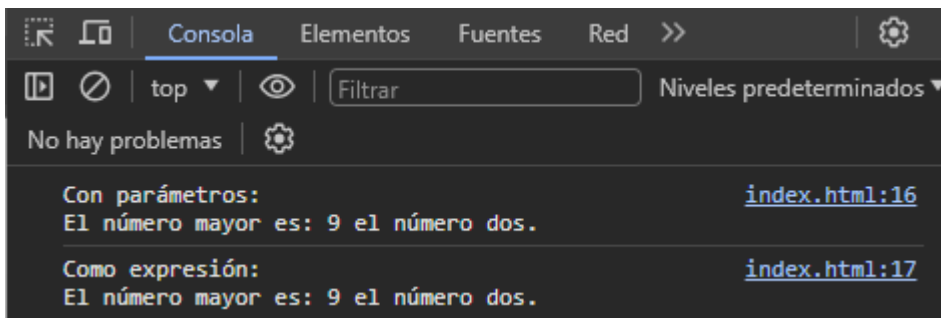 Consola Elementos Fuentes Red
top Filtrar Niveles predeterminados
No hay problemas
Con parámetros: index.html:16
El número mayor es: 9 el número dos.
Como expresión: index.html:17
El número mayor es: 9 el número dos.